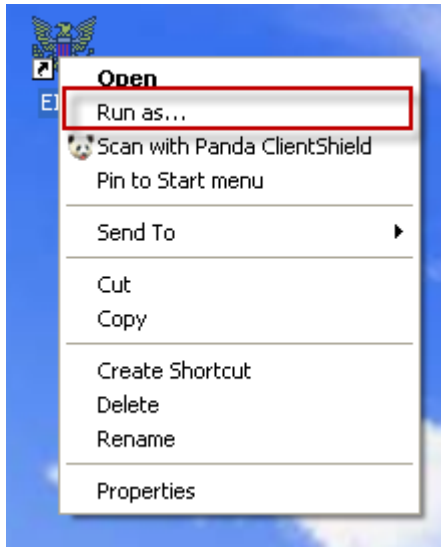 Open
Run as...
Scan with Panda ClientShield
Pin to Start menu
Send To
Cut
Copy
Create Shortcut
Delete
Rename
Properties